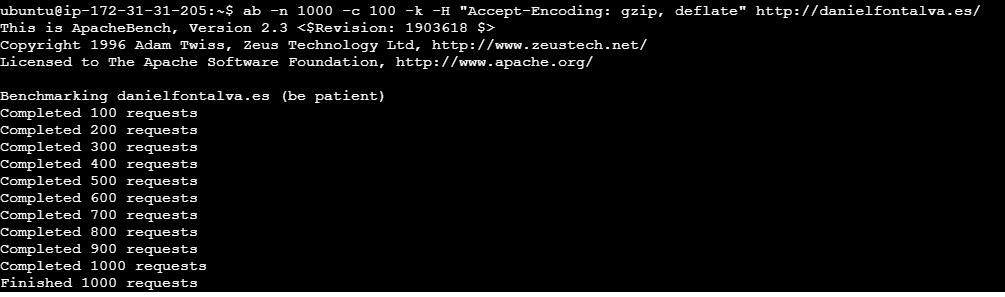 ubuntu@ip-172-31-31-205:~$ ab -n 1000 -c 100 -k -H "Accept-Encoding: gzip, deflate" http://danielfontalva.es/
This is ApacheBench, Version 2.3 <$Revision: 1903618 $>
Copyright 1996 Adam Twiss, Zeus Technology Ltd, http://www.zeustech.net/
Licensed to The Apache Software Foundation, http://www.apache.org/

Benchmarking danielfontalva.es (be patient)
Completed 100 requests
Completed 200 requests
Completed 300 requests
Completed 400 requests
Completed 500 requests
Completed 600 requests
Completed 700 requests
Completed 800 requests
Completed 900 requests
Completed 1000 requests
Finished 1000 requests